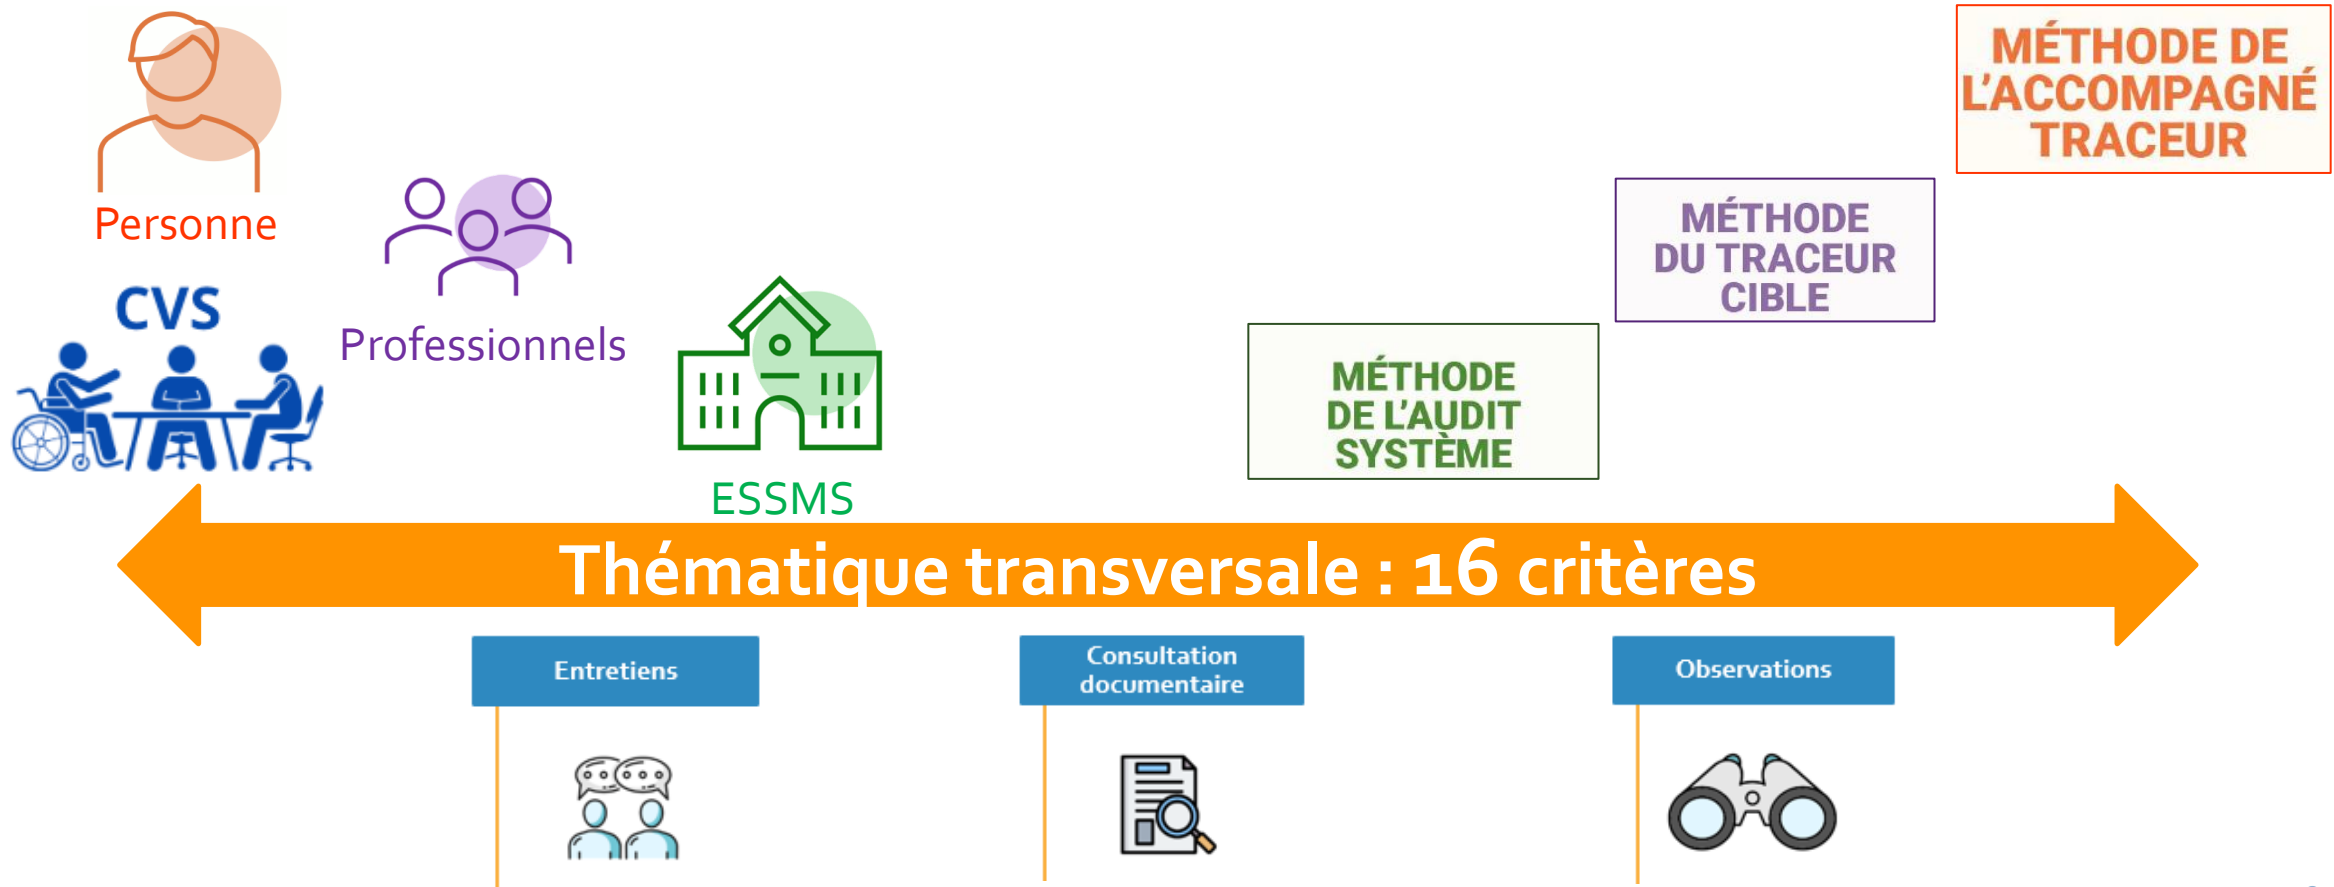 MÉTHODE DE
L'ACCOMPAGNÉ
TRACEUR
Personne
MÉTHODE
DU TRACEUR
CIBLE
CVS
Professionnels
MÉTHODE
DE L'AUDIT
SYSTÈME
ESSMS
Thématique transversale : 16 critères
Entretiens
Consultation
documentaire
Observations